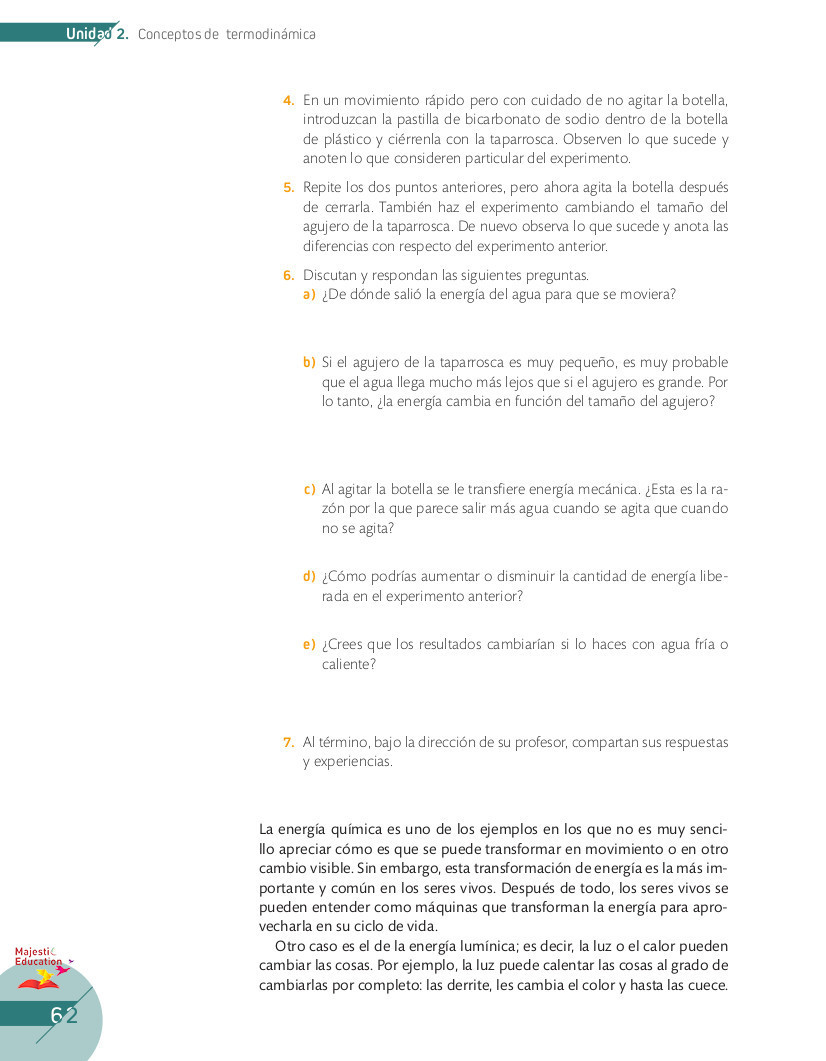 Unidad 2. Conceptos de termodinámica
4. En un movimiento rápido pero con cuidado de no agitar la botella,
introduzcan la pastilla de bicarbonato de sodio dentro de la botella
de plástico y ciérrenla con la taparrosca. Observen lo que sucede y
anoten lo que consideren particular del experimento.
5. Repite los dos puntos anteriores, pero ahora agita la botella después
de cerrarla. También haz el experimento cambiando el tamaño del
agujero de la taparrosca. De nuevo observa lo que sucede y anota las
diferencias con respecto del experimento anterior.
6. Discutan y respondan las siguientes preguntas.
a) ¿De dónde salió la energía del agua para que se moviera?
b) Si el agujero de la taparrosca es muy pequeño, es muy probable
que el agua llega mucho más lejos que si el agujero es grande. Por
lo tanto, ¿la energía cambia en función del tamaño del agujero?
c) Al agitar la botella se le transfiere energía mecánica. ¿Esta es la ra-
zón por la que parece salir más agua cuando se agita que cuando
no se agita?
d) ¿Cómo podrías aumentar o disminuir la cantidad de energía libe-
rada en el experimento anterior?
e) ¿Crees que los resultados cambiarían si lo haces con agua fría o
caliente?
7. Al término, bajo la dirección de su profesor, compartan sus respuestas
y experiencias.
La energía química es uno de los ejemplos en los que no es muy senci-
llo apreciar cómo es que se puede transformar en movimiento o en otro
cambio visible. Sin embargo, esta transformación de energía es la más im-
portante y común en los seres vivos. Después de todo, los seres vivos se
pueden entender como máquinas que transforman la energía para apro-
vecharla en su ciclo de vida.
Otro caso es el de la energía lumínica; es decir, la luz o el calor pueden
cambiar las cosas. Por ejemplo, la luz puede calentar las cosas al grado de
cambiarlas por completo: las derrite, les cambia el color y hasta las cuece.
Majestic
Education
62